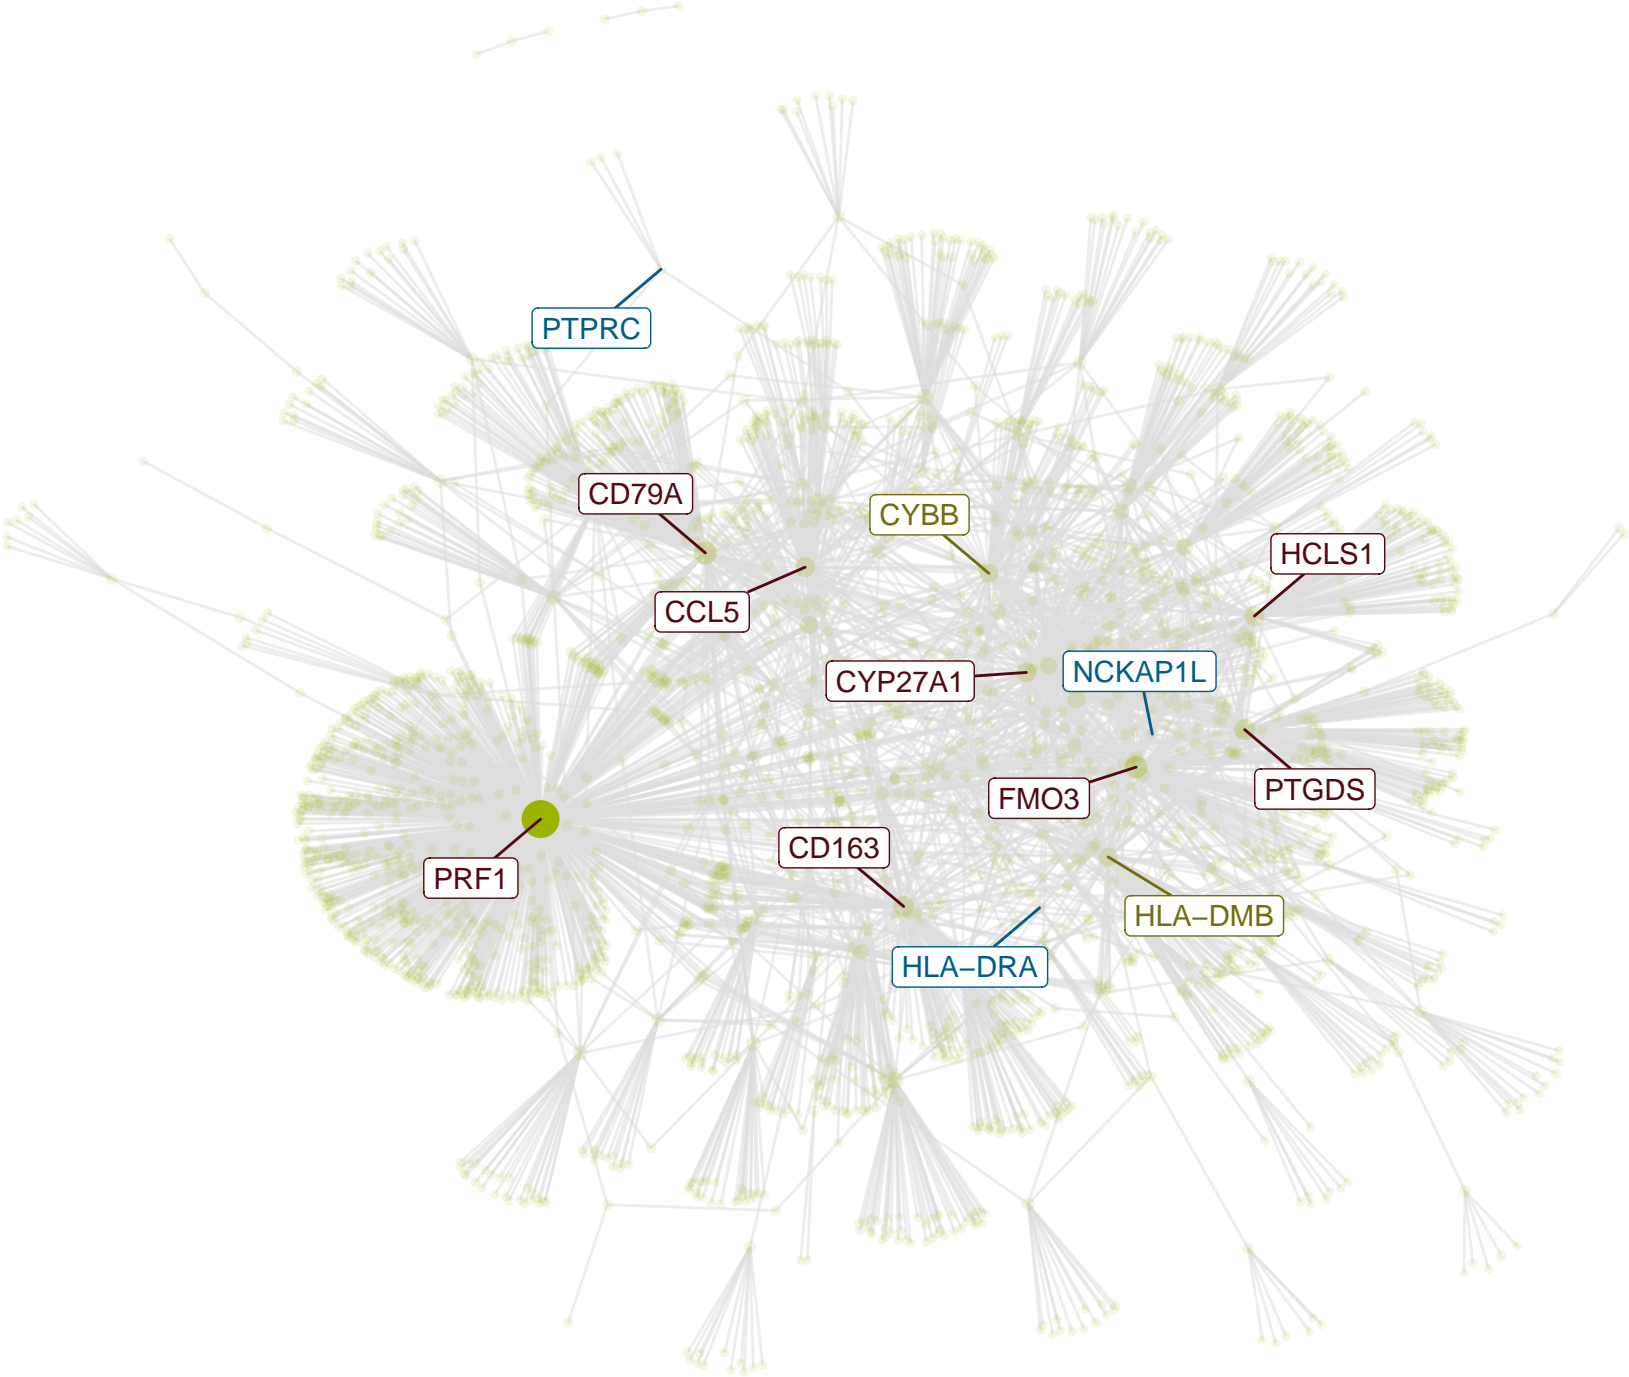 PTPRC
CD79A
CYBB
HCLS1
CCL5
CYP27A1
NCKAP1L
FMO3
PTGDS
CD163
PRF1
HLA−DMB
HLA−DRA